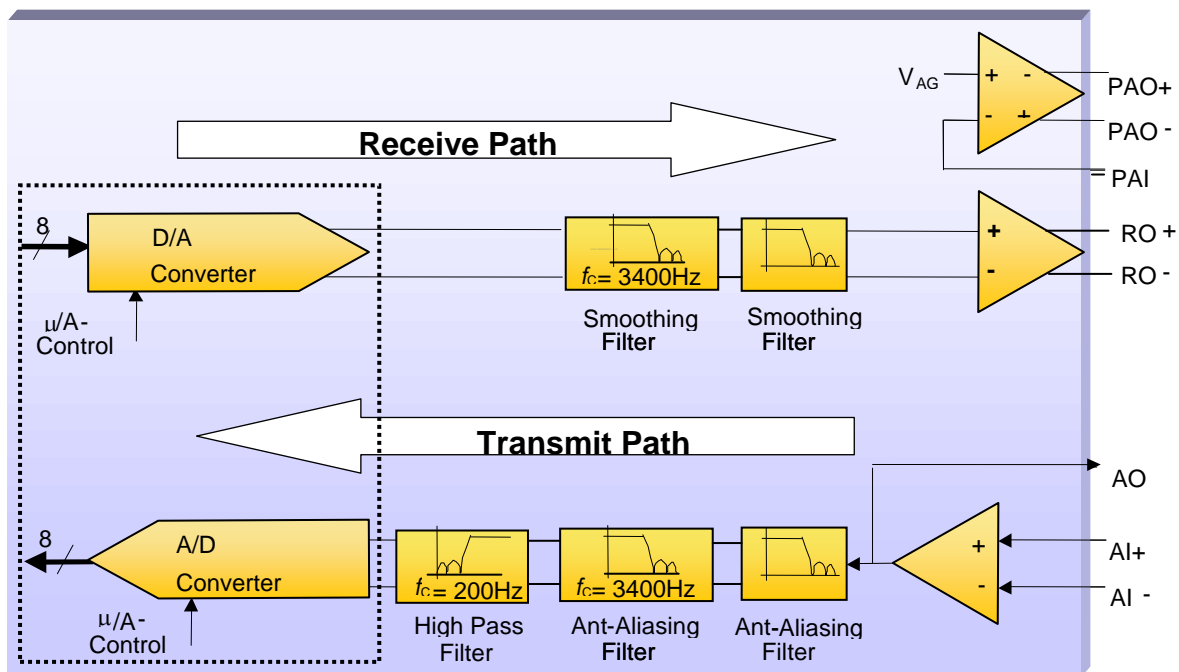 V AG
+ -
- +
PAO+
PAO -
PAI
Receive Path
8
D/A
Converter
μ/A-
Control
fC= 3400Hz
Smoothing
Filter
Smoothing
Filter
+
-
RO +
RO -
Transmit Path
AO
8
A/D
Converter
μ/A-
Control
fC= 200Hz
High Pass
Filter
fC= 3400Hz
Ant-Aliasing
Filter
Ant-Aliasing
Filter
+
-
AI+
AI -